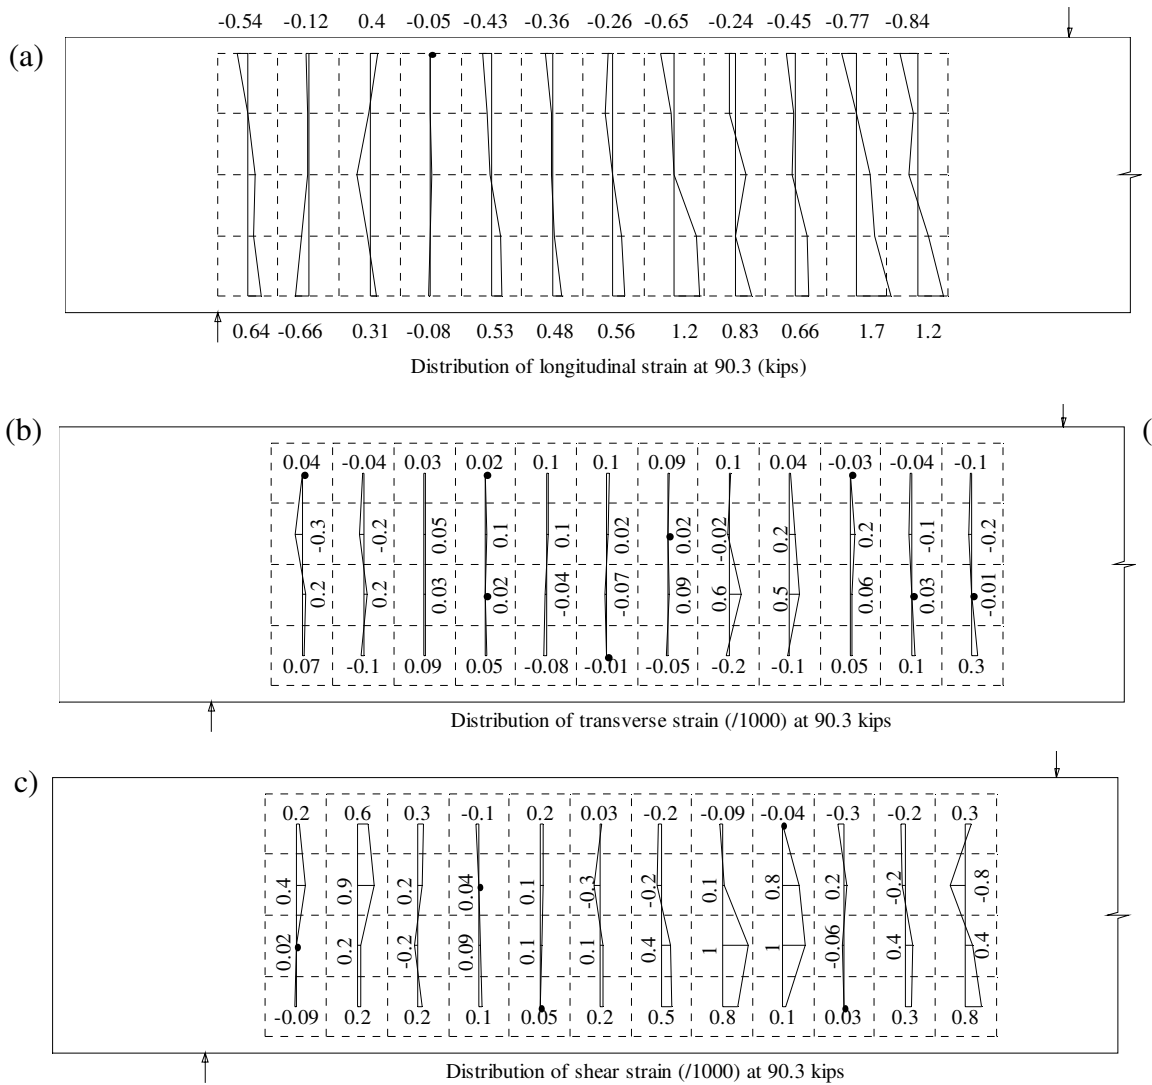 -0.54 -0.12 0.4 -0.05 -0.43 -0.36 -0.26 -0.65 -0.24 -0.45 -0.77 -0.84
(a)
0.64 -0.66 0.31 -0.08 0.53 0.48 0.56 1.2 0.83 0.66 1.7 1.2
Distribution of longitudinal strain at 90.3 (kips)
(b) (
0.04 -0.04 0.03 0.02 0.1 0.1 0.09 0.1 0.04 -0.03 -0.04 -0.1
-0.3 -0.2 0.05 0.1 0.1 0.02 0.02 -0.02 0.2 0.2 -0.1 -0.2
0.2 0.2 0.03 0.02 -0.04 -0.07 0.09 0.6 0.5 0.06 0.03 -0.01
0.07 -0.1 0.09 0.05 -0.08 -0.01 -0.05 -0.2 -0.1 0.05 0.1 0.3
Distribution of transverse strain (/1000) at 90.3 kips
c)
0.2 0.6 0.3 -0.1 0.2 0.03 -0.2 -0.09 -0.04 -0.3 -0.2 0.3
0.4 0.9 0.2 0.04 0.1 -0.3 -0.2 0.1 0.8 0.2 -0.2 -0.8
0.02 0.2 -0.2 0.09 0.1 0.1 0.4 1 1 -0.06 0.4 0.4
-0.09 0.2 0.2 0.1 0.05 0.2 0.5 0.8 0.1 0.03 0.3 0.8
Distribution of shear strain (/1000) at 90.3 kips